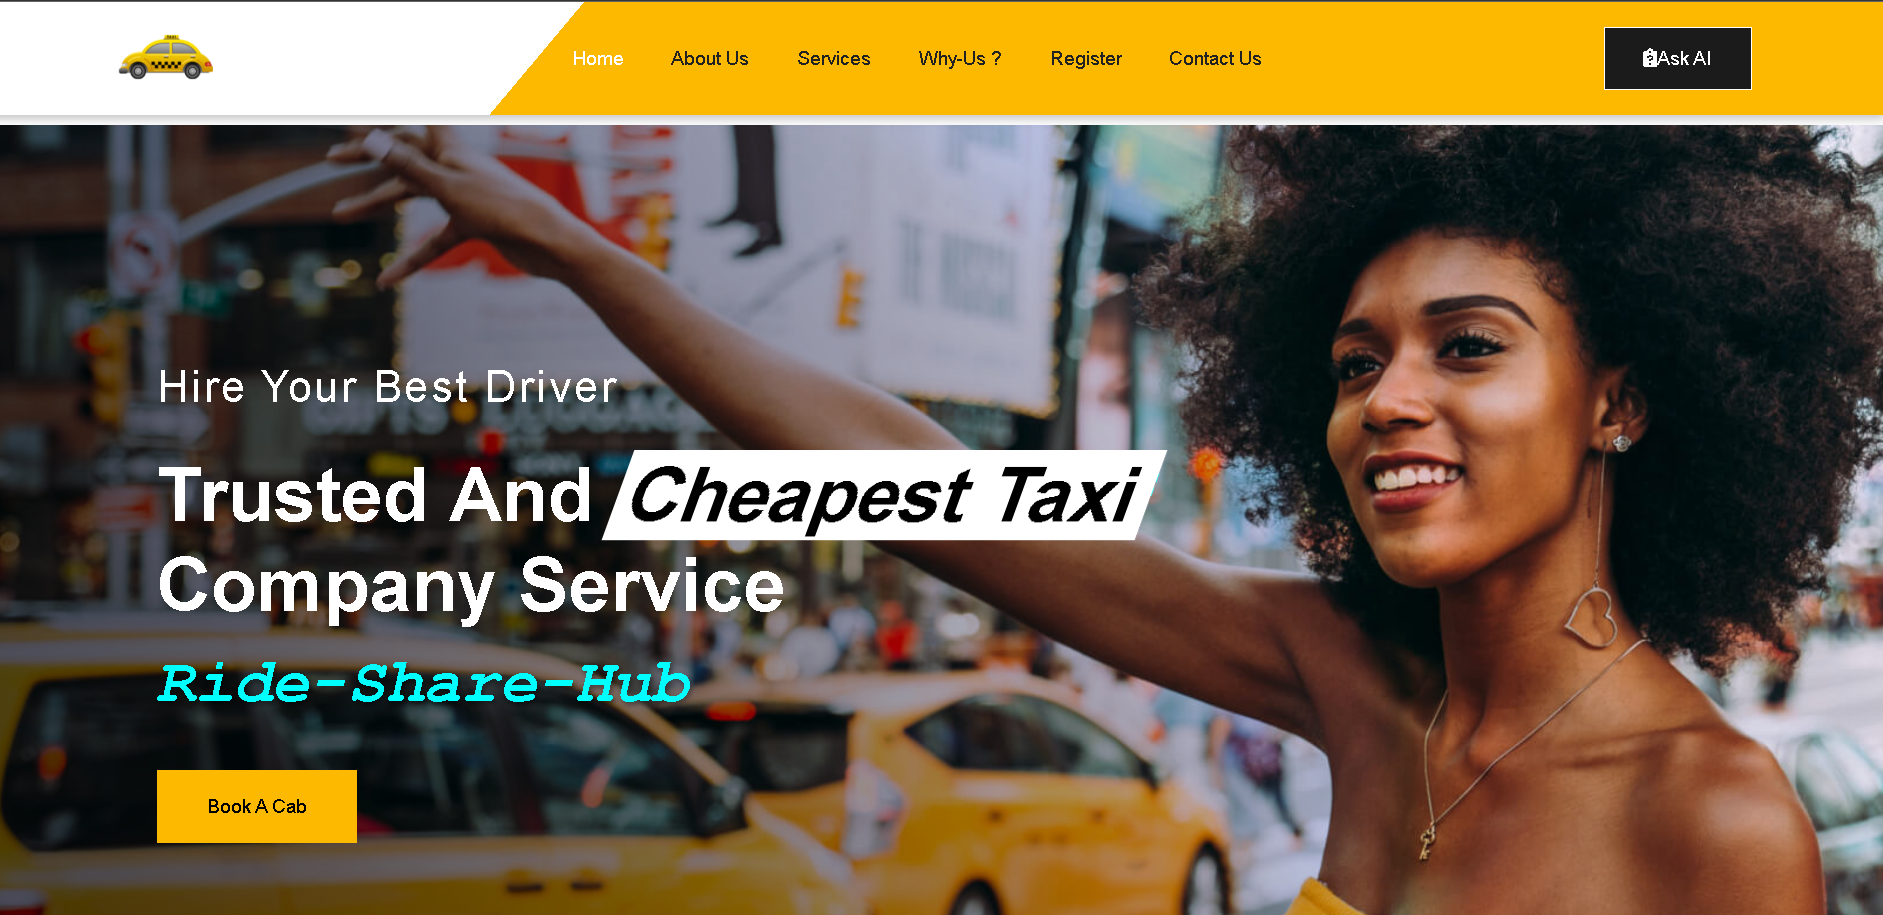 Home
About Us
Services
Why-Us ?
Register
Contact Us
Ask AI
Hire Your Best Driver
Trusted And Cheapest Taxi
Company Service
Ride-Share-Hub
Book A Cab